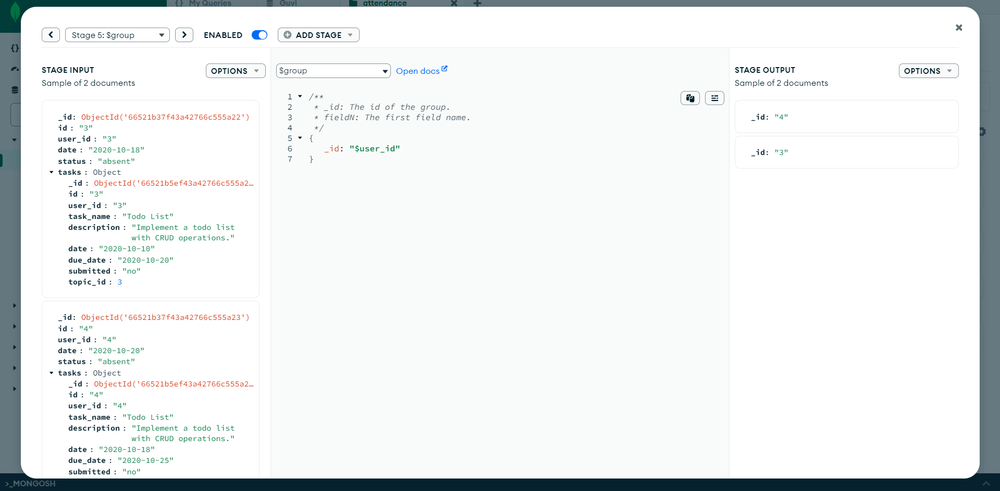 {} My Queries
Guvi
attendance
Stage 5: $group
ENABLED
ADD STAGE
STAGE INPUT
OPTIONS
Sample of 2 documents
_id: ObjectId('66521b37f43a42766c555a22')
id : "3"
user_id : "3"
date : "2020-10-18"
status : "absent"
tasks : Object
_id : ObjectId('66521b5ef43a42766c555a2…
id : "3"
user_id : "3"
task_name : "Todo List"
description : "Implement a todo list
with CRUD operations."
date : "2020-10-10"
due_date : "2020-10-20"
submitted : "no"
topic_id : 3
_id: ObjectId('66521b37f43a42766c555a23')
id : "4"
user_id : "4"
date : "2020-10-20"
status : "absent"
tasks : Object
_id : ObjectId('66521b5ef43a42766c555a2…
id : "4"
user_id : "4"
task_name : "Todo List"
description : "Implement a todo list
with CRUD operations."
date : "2020-10-18"
due_date : "2020-10-25"
submitted : "no"
$group
Open docs
1 /**
2 * _id: The id of the group.
3 * fieldN: The first field name.
4 */
5 {
6 _id: "$user_id"
7 }
STAGE OUTPUT
OPTIONS
Sample of 2 documents
_id: "4"
_id: "3"
>_MONGOSH